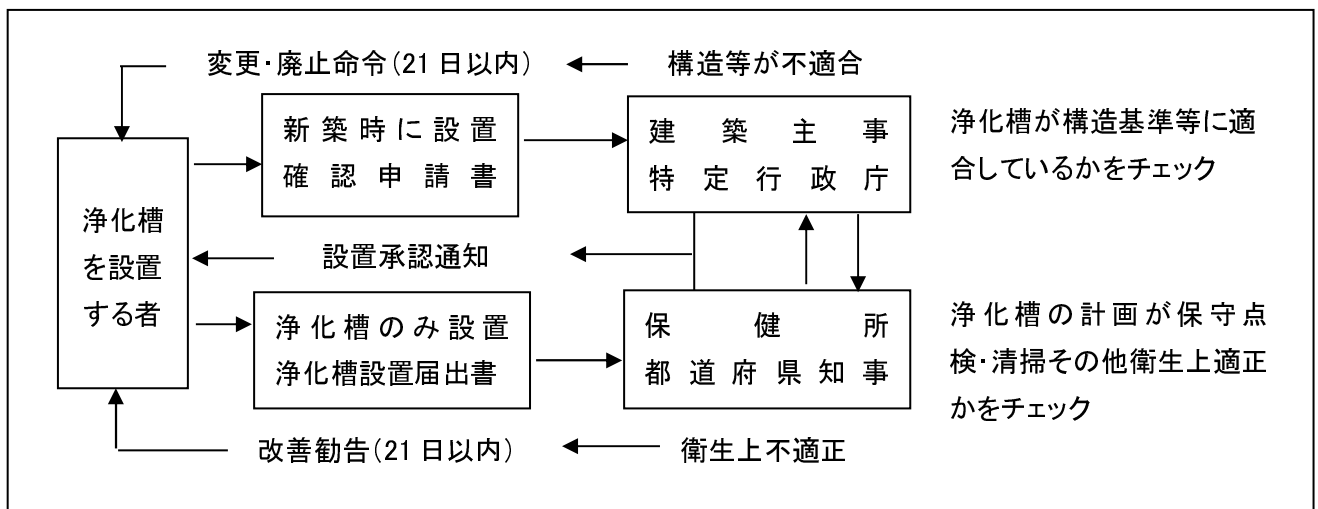 変更・廃止命令(21日以内)
構造等が不適合
新築時に設置
確認申請書
建築主事
特定行政庁
浄化槽が構造基準等に適
合しているかをチェック
浄化槽
を設置
する者
設置承認通知
浄化槽のみ設置
浄化槽設置届出書
保健所
都道府県知事
浄化槽の計画が保守点
検・清掃その他衛生上適正
かをチェック
改善勧告(21日以内)
衛生上不適正